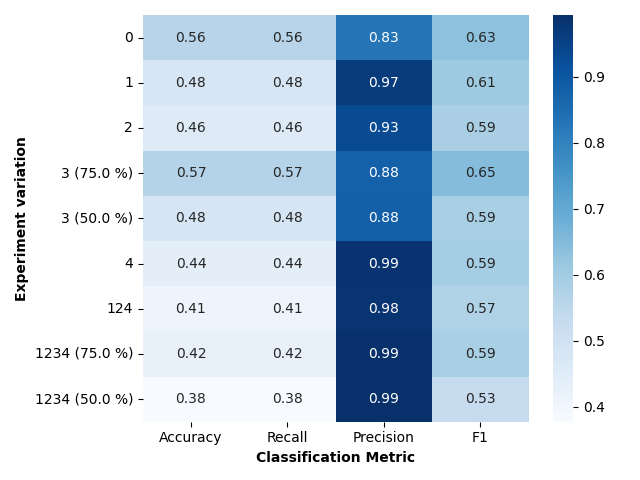 0 0.56 0.56 0.83 0.63
1 0.48 0.48 0.97 0.61 0.9
2 0.46 0.46 0.93 0.59 0.8
3 (75.0 %) 0.57 0.57 0.88 0.65
3 (50.0 %) 0.48 0.48 0.88 0.59 0.7
4 0.44 0.44 0.99 0.59 0.6
124 0.41 0.41 0.98 0.57
1234 (75.0 %) 0.42 0.42 0.99 0.59 0.5
1234 (50.0 %) 0.38 0.38 0.99 0.53 0.4
Accuracy Recall Precision F1
Classification Metric
Experiment variation